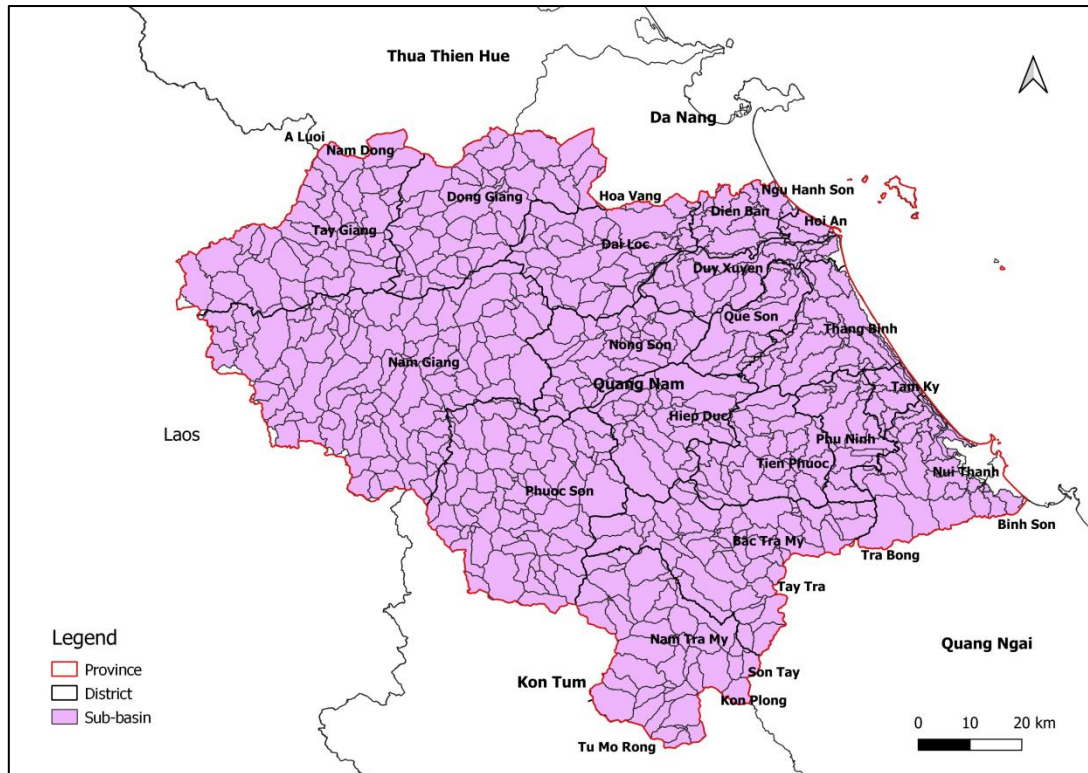 Thua Thien Hue
Da Nang
A Luoi
Nam Dong
Dong Giang
Hoa Vang
Ngu Hanh Son
Dien Ban
Hoi An
Tay Giang
Dai Loc
Duy Xuyen
Que Son
Thang Binh
Nong Son
Nam Giang
Quang Nam
Tam Ky
Hiep Duc
Laos
Phu Ninh
Tien Phuoc
Nui Thanh
Phuoc Son
Binh Son
Bac Tra My
Tra Bong
Tay Tra
Nam Tra My
Quang Ngai
Son Tay
Kon Tum
Kon Plong
Tu Mo Rong
Legend
Province
District
Sub-basin
0 10 20 km